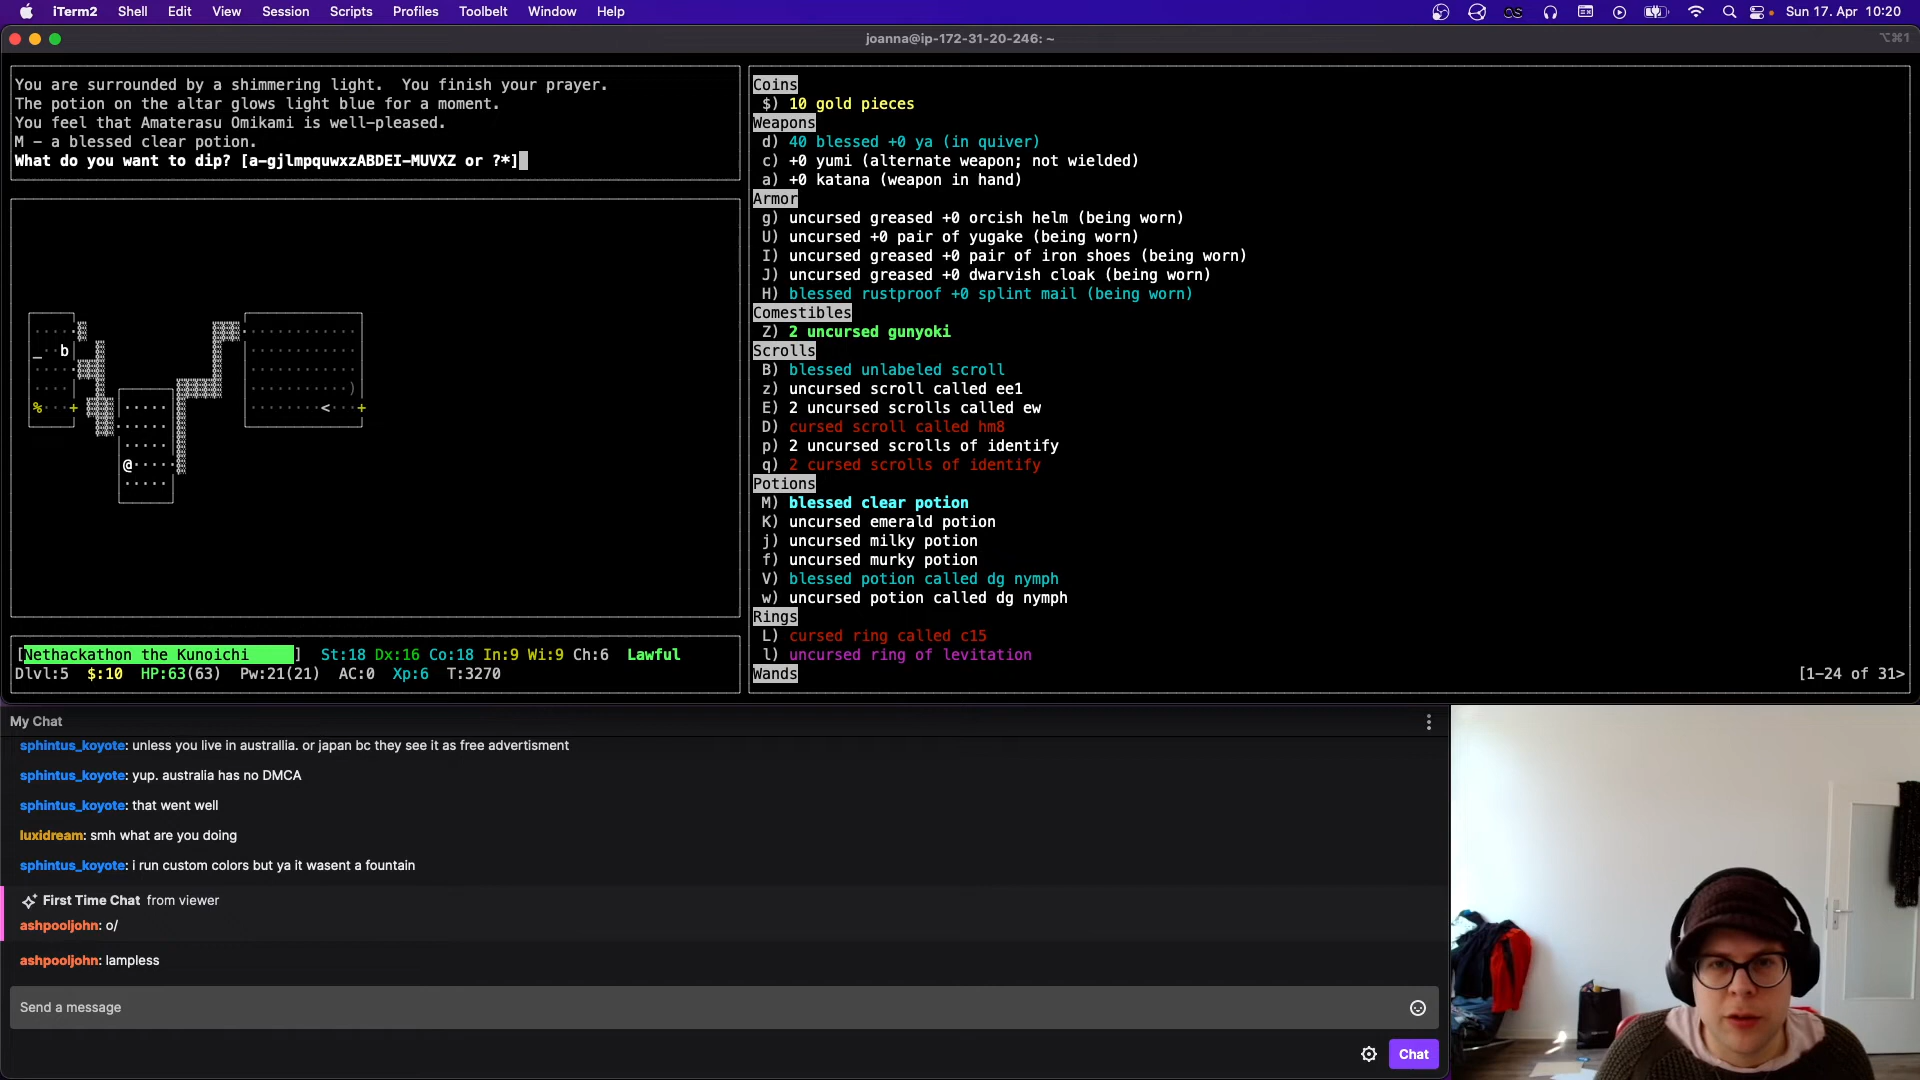 iTerm2 Shell Edit View Session Scripts Profiles Toolbelt Window Help
Sun 17. Apr 10:20
joanna@ip-172-31-20-246: ~
⌥⌘1
You are surrounded by a shimmering light.  You finish your prayer.
The potion on the altar glows light blue for a moment.
You feel that Amaterasu Omikami is well-pleased.
M - a blessed clear potion.
What do you want to dip? [a-gjlmpquwxzABDEI-MUVXZ or ?*]
b
_
)
%
+
<
+
@
[Nethackathon the Kunoichi     ]  St:18 Dx:16 Co:18 In:9 Wi:9 Ch:6  Lawful
Dlvl:5  $:10  HP:63(63)  Pw:21(21)  AC:0  Xp:6  T:3270
Coins
$) 10 gold pieces
Weapons
d) 40 blessed +0 ya (in quiver)
c) +0 yumi (alternate weapon; not wielded)
a) +0 katana (weapon in hand)
Armor
g) uncursed greased +0 orcish helm (being worn)
U) uncursed +0 pair of yugake (being worn)
I) uncursed greased +0 pair of iron shoes (being worn)
J) uncursed greased +0 dwarvish cloak (being worn)
H) blessed rustproof +0 splint mail (being worn)
Comestibles
Z) 2 uncursed gunyoki
Scrolls
B) blessed unlabeled scroll
z) uncursed scroll called ee1
E) 2 uncursed scrolls called ew
D) cursed scroll called hm8
p) 2 uncursed scrolls of identify
q) 2 cursed scrolls of identify
Potions
M) blessed clear potion
K) uncursed emerald potion
j) uncursed milky potion
f) uncursed murky potion
V) blessed potion called dg nymph
w) uncursed potion called dg nymph
Rings
L) cursed ring called c15
l) uncursed ring of levitation
Wands
[1-24 of 31>
My Chat
sphintus_koyote: unless you live in australlia. or japan bc they see it as free advertisment
sphintus_koyote: yup. australia has no DMCA
sphintus_koyote: that went well
luxidream: smh what are you doing
sphintus_koyote: i run custom colors but ya it wasent a fountain
First Time Chat from viewer
ashpooljohn: o/
ashpooljohn: lampless
Send a message
Chat